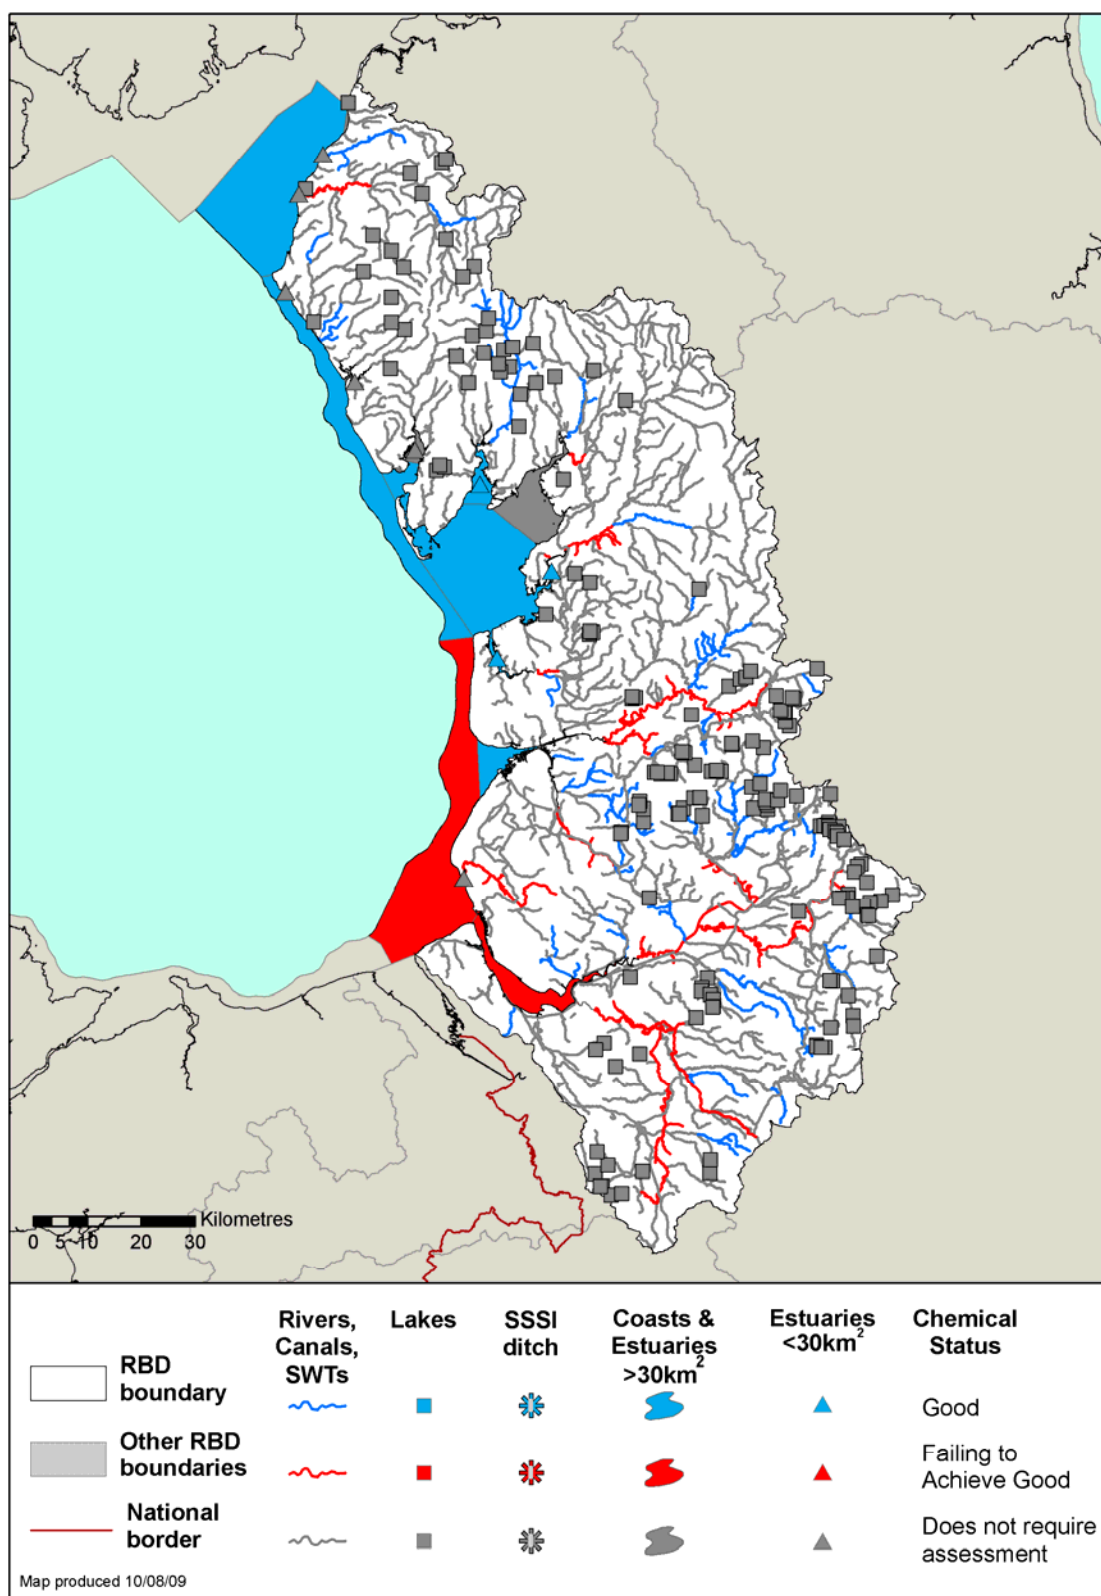 Kilometres
0 5 10 20 30
Rivers,
Canals,
SWTs
Lakes
SSSI
ditch
Coasts &
Estuaries
>30km²
Estuaries
<30km²
Chemical
Status
RBD
boundary
Good
Other RBD
boundaries
Failing to
Achieve Good
National
border
Does not require
assessment
Map produced 10/08/09